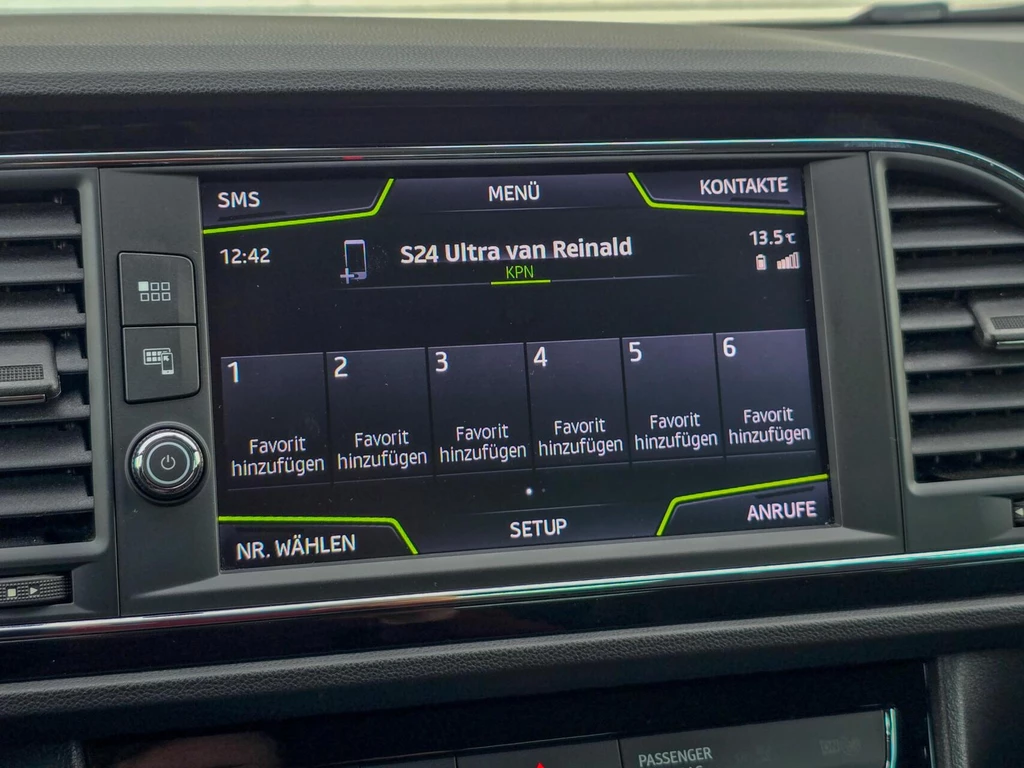 SMS
MENÜ
KONTAKTE
12:42
S24 Ultra van Reinald
KPN
13.5°C
1
2
3
4
5
6
Favorit
hinzufügen
Favorit
hinzufügen
Favorit
hinzufügen
Favorit
hinzufügen
Favorit
hinzufügen
Favorit
hinzufügen
NR. WÄHLEN
SETUP
ANRUFE
PASSENGER